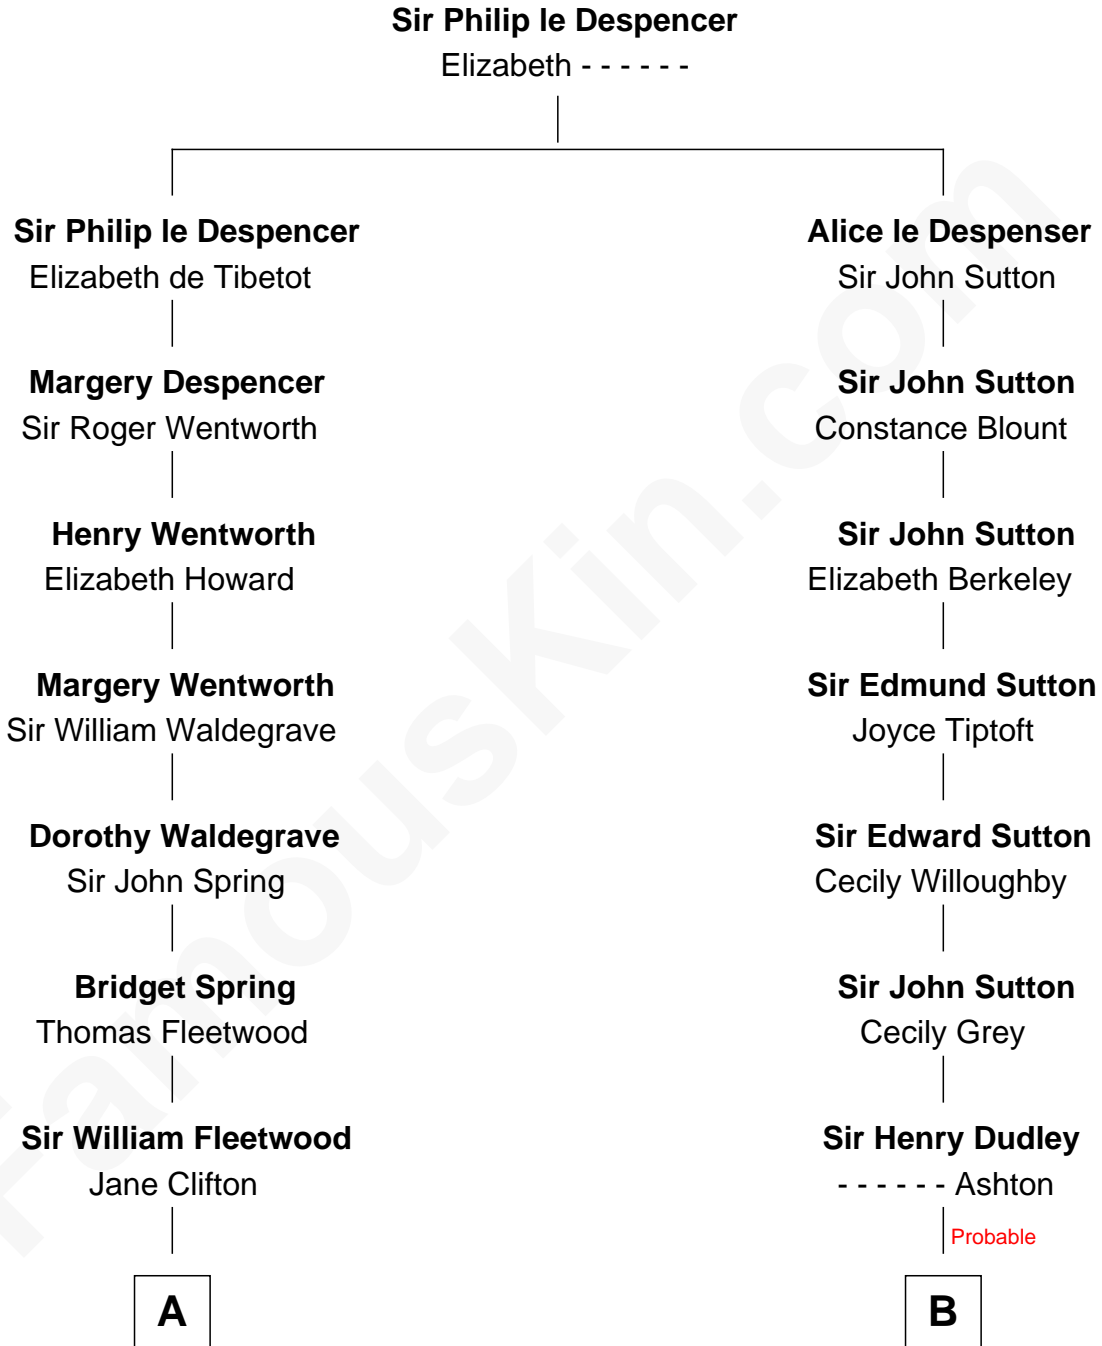 Sir Philip le Despencer
Elizabeth - - - - - -
Sir Philip le Despencer
Elizabeth de Tibetot
Alice le Despenser
Sir John Sutton
Margery Despencer
Sir Roger Wentworth
Sir John Sutton
Constance Blount
Henry Wentworth
Elizabeth Howard
Sir John Sutton
Elizabeth Berkeley
Margery Wentworth
Sir William Waldegrave
Sir Edmund Sutton
Joyce Tiptoft
Dorothy Waldegrave
Sir John Spring
Sir Edward Sutton
Cecily Willoughby
Bridget Spring
Thomas Fleetwood
Sir John Sutton
Cecily Grey
Sir William Fleetwood
Jane Clifton
Sir Henry Dudley
- - - - - - Ashton
Probable
A
B
FamousKin.com